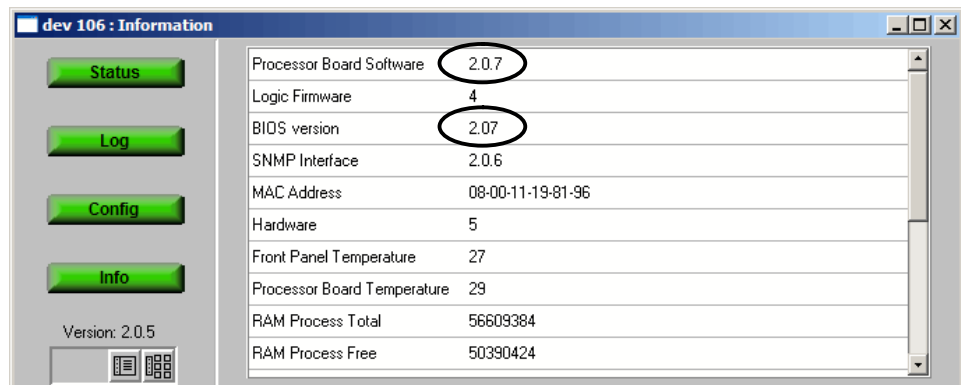 dev 106 : Information
Status
Log
Config
Info
Version: 2.0.5
Processor Board Software 2.0.7
Logic Firmware 4
BIOS version 2.07
SNMP Interface 2.0.6
MAC Address 08-00-11-19-81-96
Hardware 5
Front Panel Temperature 27
Processor Board Temperature 29
RAM Process Total 56609384
RAM Process Free 50390424